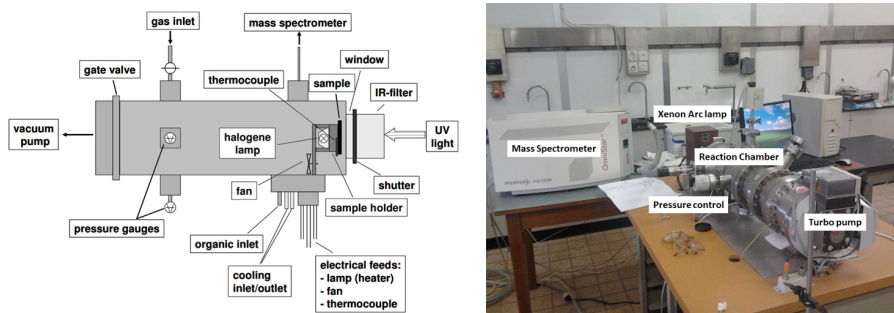 gas inlet
mass spectrometer
window
gate valve
thermocouple
sample
IR-filter
vacuum
pump
halogene
lamp
UV
light
fan
shutter
pressure gauges
sample holder
organic inlet
cooling
inlet/outlet
electrical feeds:
- lamp (heater)
- fan
- thermocouple
Xenon Arc lamp
Mass Spectrometer
OmniStar
Reaction Chamber
Pressure control
Turbo pump